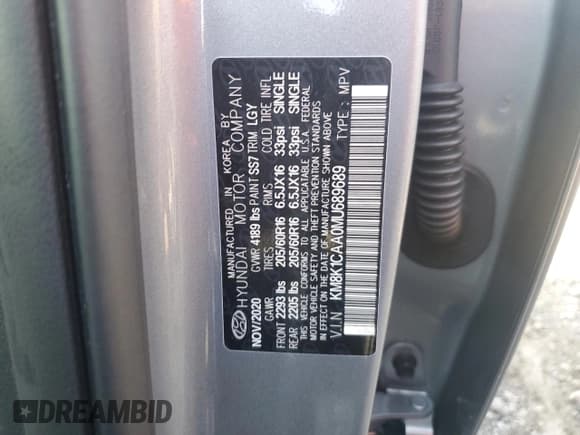 MANUFACTURED IN KOREA BY
HYUNDAI MOTOR COMPANY
NOV/2020 GVWR 4189 lbs PAINT SS7 TRIM LGY
GAWR TIRES RIMS COLD TIRE INFL
FRONT 2293 lbs 205/60R16 6.5JX16 33psi SINGLE
REAR 2205 lbs 205/60R16 6.5JX16 33psi SINGLE
THIS VEHICLE CONFORMS TO ALL APPLICABLE U.S.A. FEDERAL
MOTOR VEHICLE SAFETY AND THEFT PREVENTION STANDARDS
IN EFFECT ON THE DATE OF MANUFACTURE SHOWN ABOVE
V.I.N KM8K1CAA0MU689689 TYPE : MPV
DREAMBID